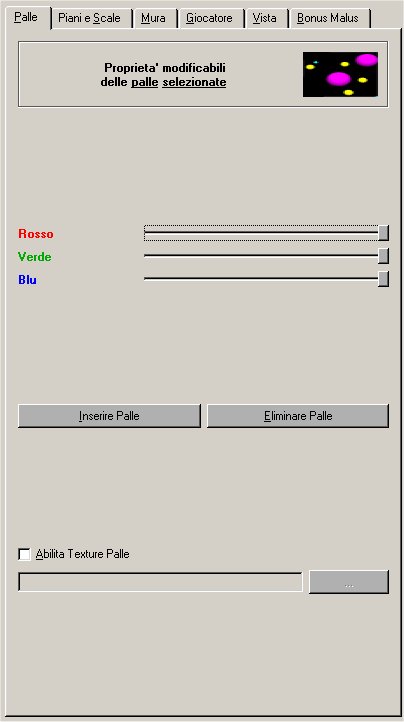 Palle Piani e Scale Mura Giocatore Vista Bonus Malus
Proprieta' modificabili
delle palle selezionate
Rosso
Verde
Blu
Inserire Palle Eliminare Palle
Abilita Texture Palle
...